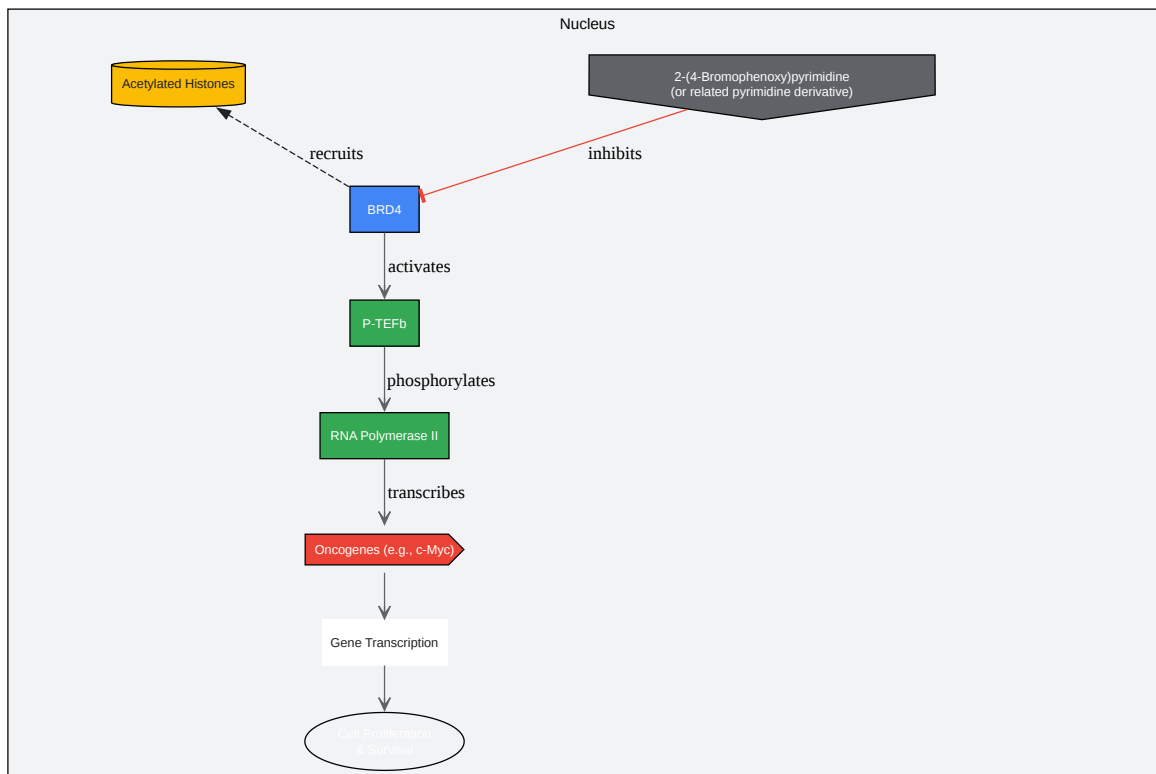 Nucleus
Acetylated Histones
2-(4-Bromophenoxy)pyrimidine
(or related pyrimidine derivative)
recruits
inhibits
BRD4
activates
P-TEFb
phosphorylates
RNA Polymerase II
transcribes
Oncogenes (e.g., c-Myc)
Gene Transcription
Cell Proliferation
& Survival